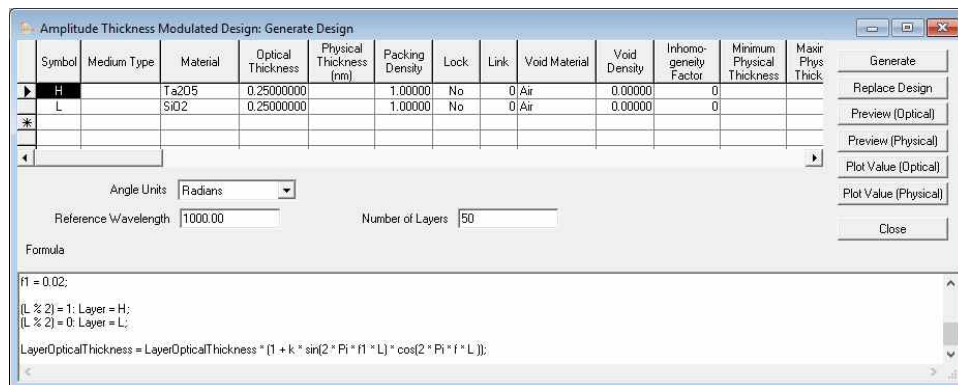 Amplitude Thickness Modulated Design: Generate Design
Symbol Medium Type Material Optical Thickness Physical Thickness (nm) Packing Density Lock Link Void Material Void Density Inhomo-geneity Factor Minimum Physical Thickness Maxir Phys Thick
H Ta2O5 0.25000000 1.00000 No 0 Air 0.00000 0
L SiO2 0.25000000 1.00000 No 0 Air 0.00000 0
Generate
Replace Design
Preview (Optical)
Preview (Physical)
Plot Value (Optical)
Plot Value (Physical)
Close
Angle Units Radians
Reference Wavelength 1000.00 Number of Layers 50
Formula
f1 = 0.02;
(L % 2) = 1: Layer = H;
(L % 2) = 0: Layer = L;
LayerOpticalThickness = LayerOpticalThickness * (1 + k * sin(2 * Pi * f1 * L) * cos(2 * Pi * f * L ));